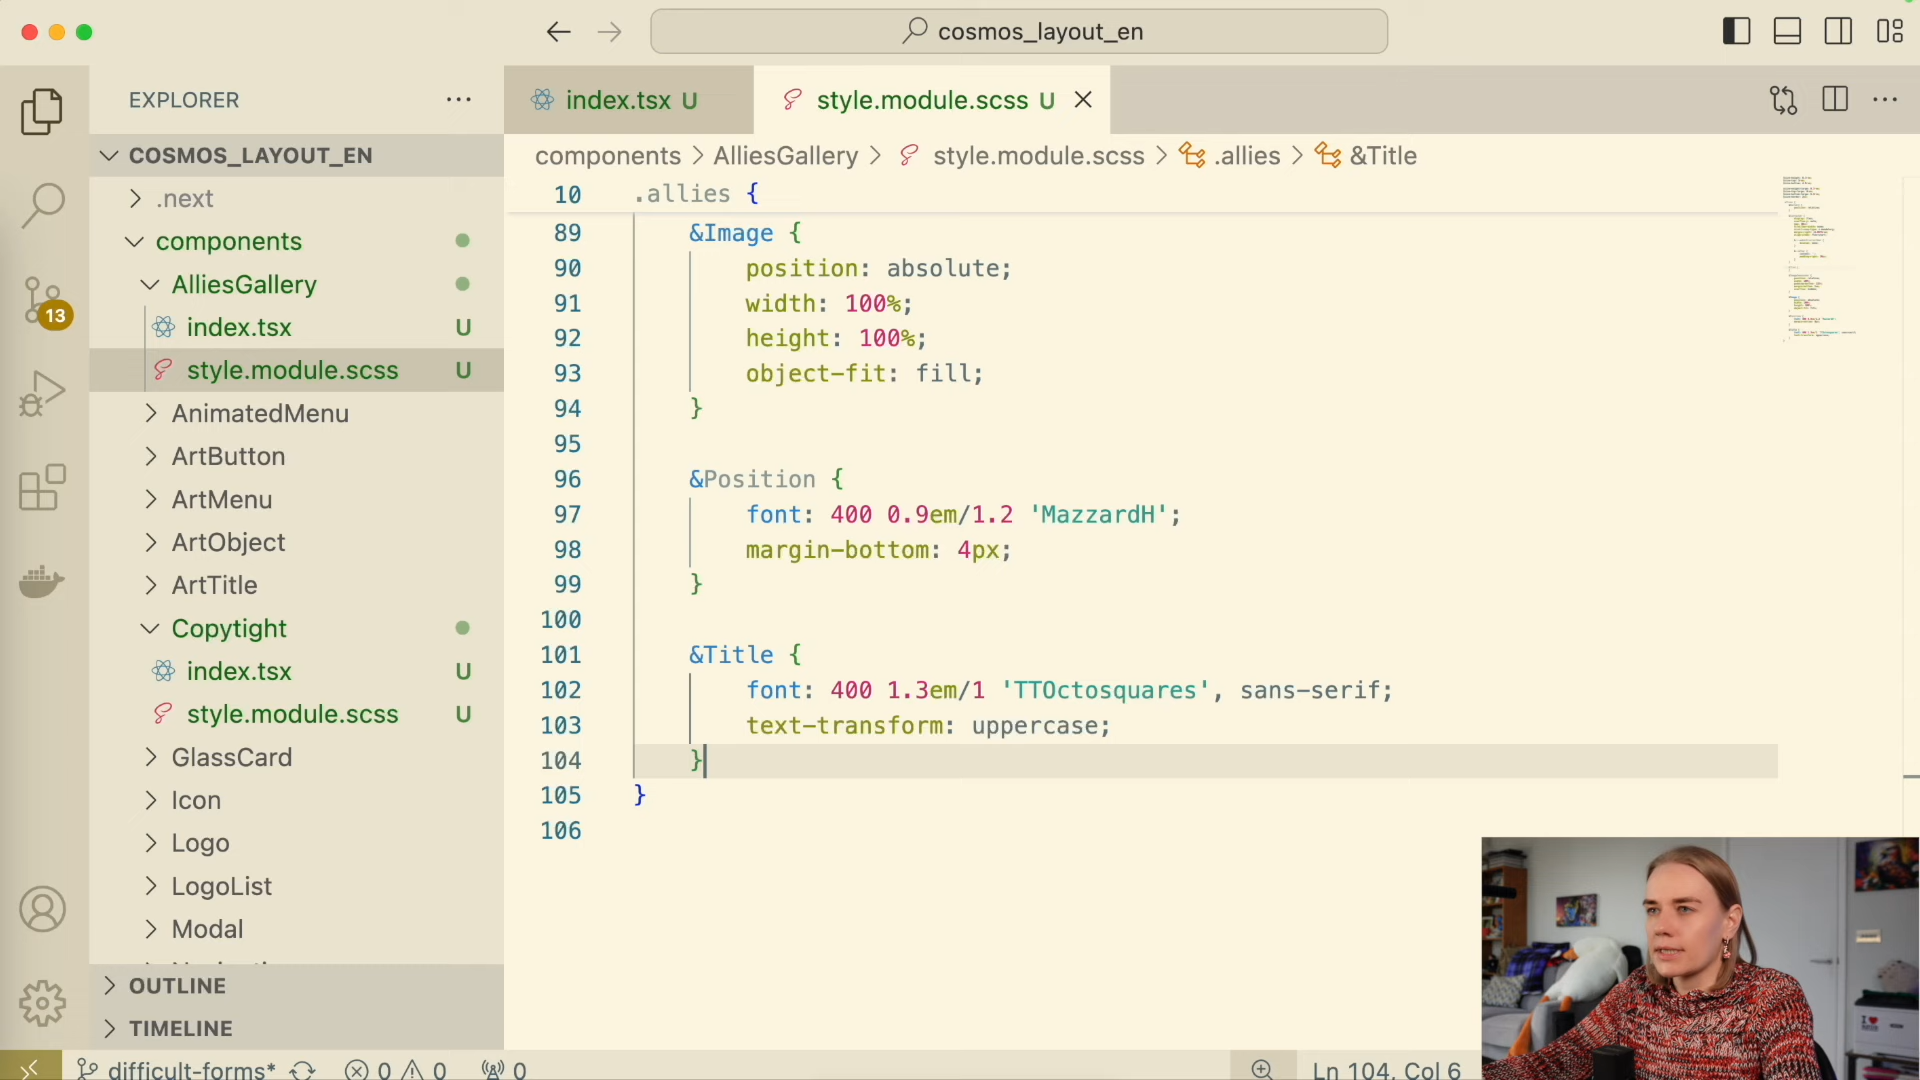 cosmos_layout_en
EXPLORER
index.tsx U
style.module.scss U
COSMOS_LAYOUT_EN
components > AlliesGallery > style.module.scss > .allies > &Title
.next
components
AlliesGallery
index.tsx U
style.module.scss U
AnimatedMenu
ArtButton
ArtMenu
ArtObject
ArtTitle
Copytight
index.tsx U
style.module.scss U
GlassCard
Icon
Logo
LogoList
Modal
OUTLINE
TIMELINE
13
10 .allies {
89 &Image {
90 position: absolute;
91 width: 100%;
92 height: 100%;
93 object-fit: fill;
94 }
95
96 &Position {
97 font: 400 0.9em/1.2 'MazzardH';
98 margin-bottom: 4px;
99 }
100
101 &Title {
102 font: 400 1.3em/1 'TTOctosquares', sans-serif;
103 text-transform: uppercase;
104 }
105 }
106
difficult-forms* 0 0 0
Ln 104, Col 6